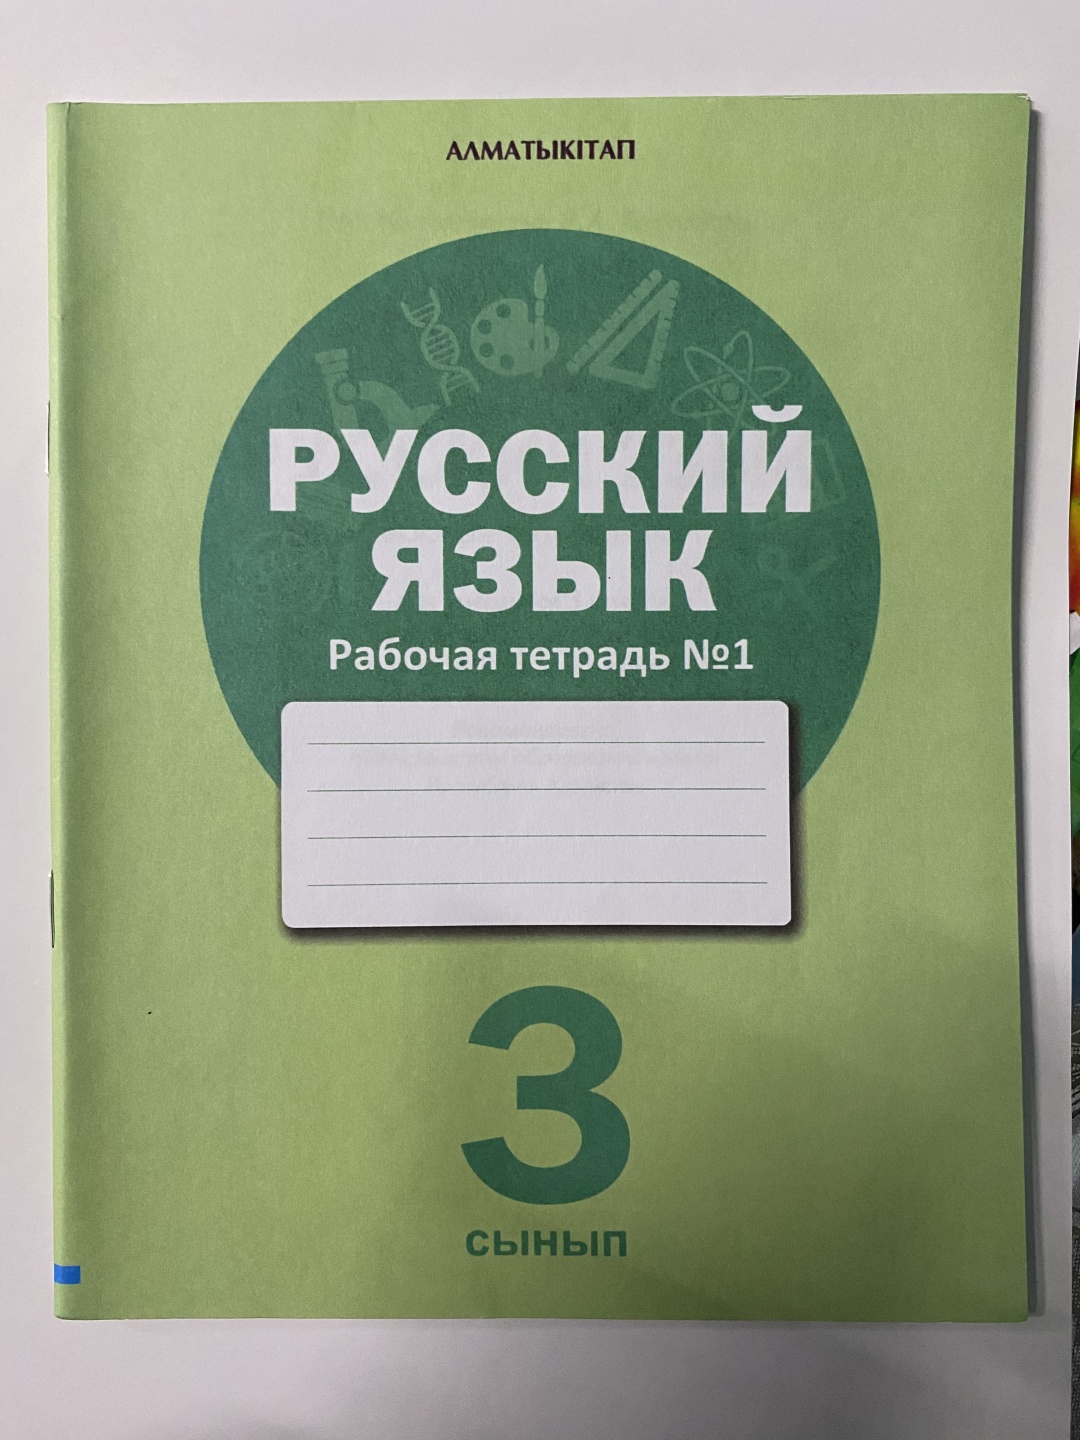 АЛМАТЫКІТАП
РУССКИЙ
ЯЗЫК
Рабочая тетрадь №1
3
сынып